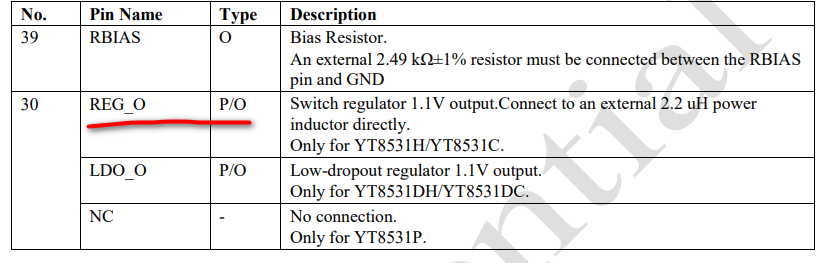 No. Pin Name Type Description
39 RBIAS O Bias Resistor.
An external 2.49 kΩ±1% resistor must be connected between the RBIAS
pin and GND
30 REG_O P/O Switch regulator 1.1V output.Connect to an external 2.2 uH power
inductor directly.
Only for YT8531H/YT8531C.
LDO_O P/O Low-dropout regulator 1.1V output.
Only for YT8531DH/YT8531DC.
NC - No connection.
Only for YT8531P.
ential